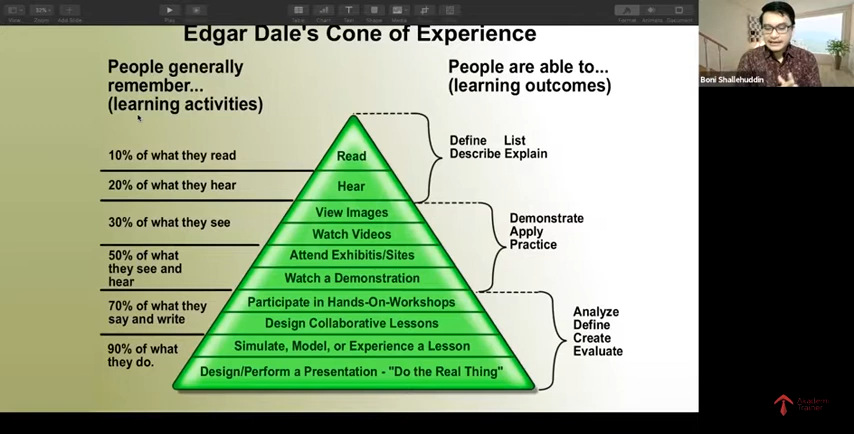 Edgar Dale's Cone of Experience
People generally
remember...
(learning activities)
People are able to...
(learning outcomes)
10% of what they read
20% of what they hear
30% of what they see
50% of what
they see and
hear
70% of what they
say and write
90% of what
they do.
Read
Hear
View Images
Watch Videos
Attend Exhibitis/Sites
Watch a Demonstration
Participate in Hands-On-Workshops
Design Collaborative Lessons
Simulate, Model, or Experience a Lesson
Design/Perform a Presentation - "Do the Real Thing"
Define List
Describe Explain
Demonstrate
Apply
Practice
Analyze
Define
Create
Evaluate
Boni Shallehuddin
Academic
Trainer